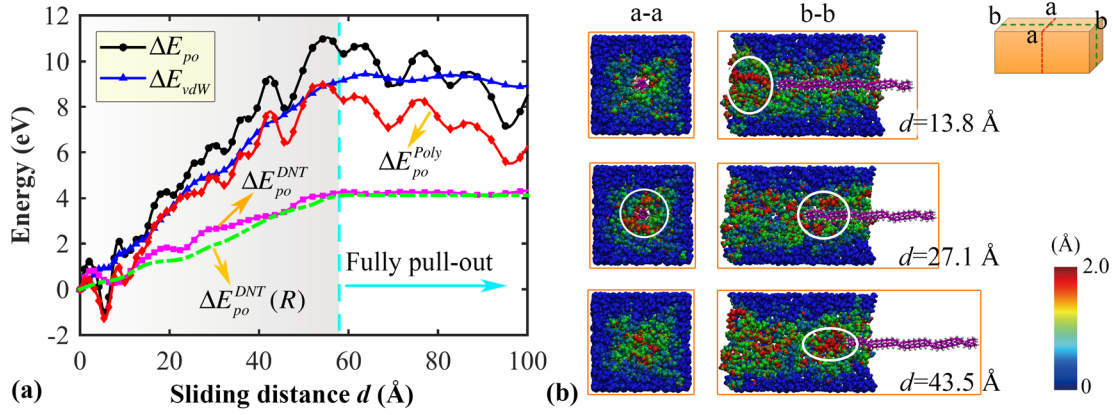 12
10
8
6
4
2
0
-2
Energy (eV)
ΔE_po
ΔE_vdW
ΔE_po^Poly
ΔE_po^DNT
ΔE_po^DNT (R)
Fully pull-out
0 20 40 60 80 100
(a) Sliding distance d (Å)
a-a b-b
d=13.8 Å
d=27.1 Å
d=43.5 Å
(b)
a
b b
a
(Å)
2.0
0